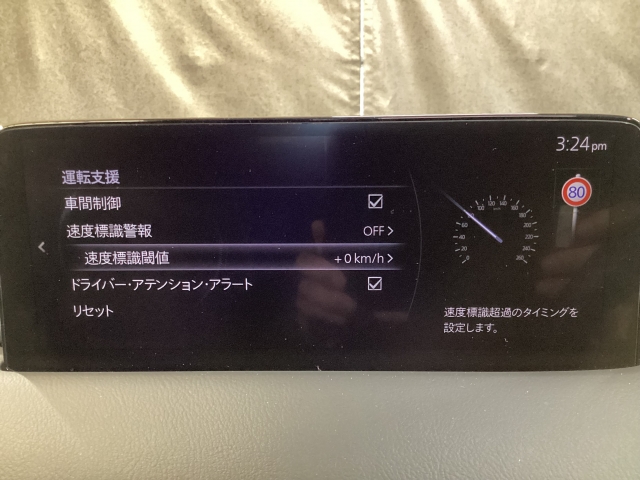 3:24 pm
運転支援
車間制御
速度標識警報 OFF >
速度標識閾値 +0 km/h >
ドライバー・アテンション・アラート
リセット
80
速度標識超過のタイミングを
設定します。